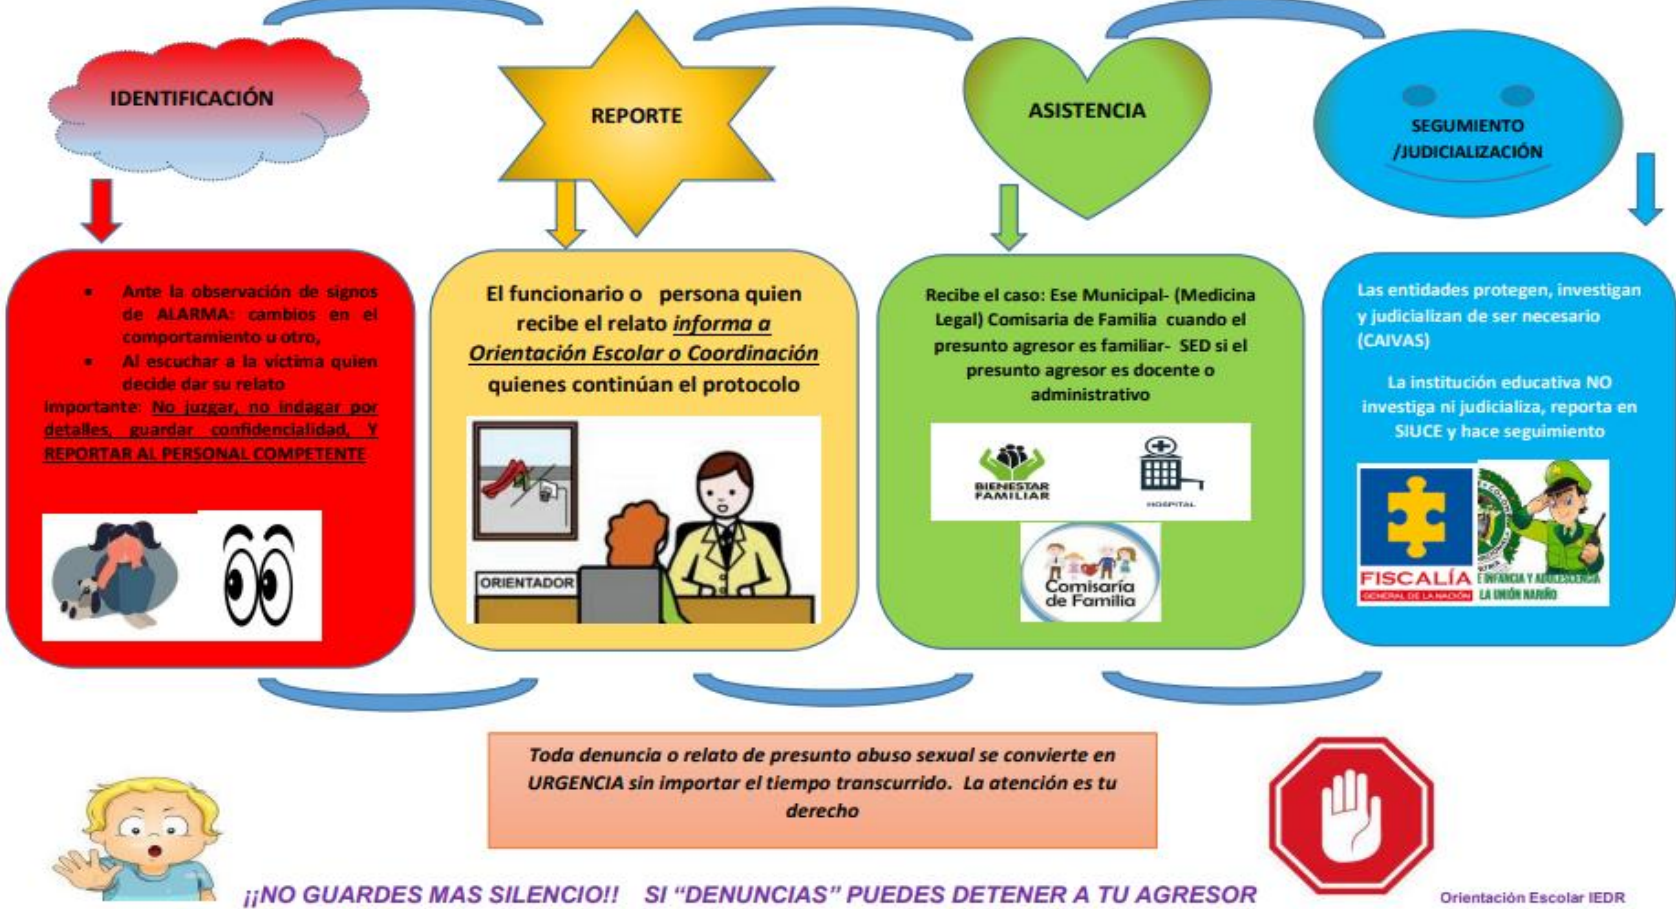 IDENTIFICACIÓN
REPORTE
ASISTENCIA
SEGUMIENTO
/JUDICIALIZACIÓN
• Ante la observación de signos
de ALARMA: cambios en el
comportamiento u otro,
• Al escuchar a la víctima quien
decide dar su relato
Importante: No juzgar, no indagar por
detalles, guardar confidencialidad, Y
REPORTAR AL PERSONAL COMPETENTE
El funcionario o persona quien
recibe el relato informa a
Orientación Escolar o Coordinación
quienes continúan el protocolo
ORIENTADOR
Recibe el caso: Ese Municipal- (Medicina
Legal) Comisaria de Familia cuando el
presunto agresor es familiar- SED si el
presunto agresor es docente o
administrativo
BIENESTAR
FAMILIAR
HOSPITAL
Comisaría
de Familia
Las entidades protegen, investigan
y judicializan de ser necesario
(CAIVAS)
La institución educativa NO
investiga ni judicializa, reporta en
SIUCE y hace seguimiento
FISCALÍA
GENERAL DE LA NACIÓN
E INFANCIA Y ADOLESCENCIA
LA UNIÓN NARIÑO
Toda denuncia o relato de presunto abuso sexual se convierte en
URGENCIA sin importar el tiempo transcurrido. La atención es tu
derecho
¡¡NO GUARDES MAS SILENCIO!! SI “DENUNCIAS” PUEDES DETENER A TU AGRESOR
Orientación Escolar IEDR